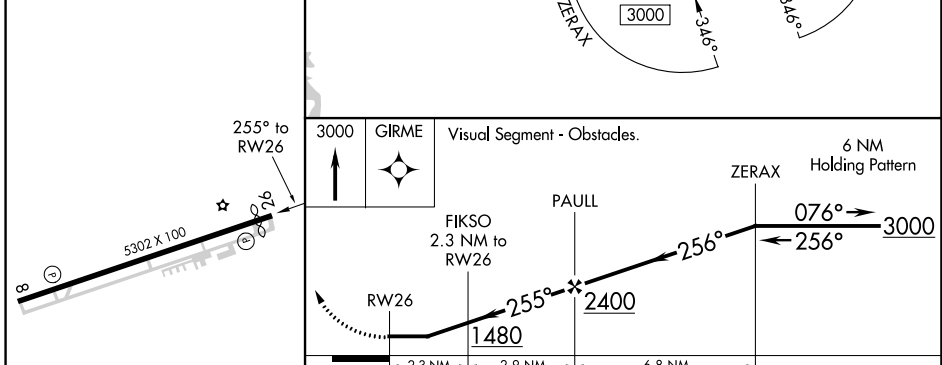 ZERAX
3000
346°
346°
255° to
RW26
26
8
5302 X 100
P
P
3000
GIRME
Visual Segment - Obstacles.
6 NM
Holding Pattern
ZERAX
PAULL
FIKSO
2.3 NM to
RW26
RW26
076°
256°
3000
256°
255°
2400
1480
2.3 NM
2.9 NM
6.8 NM